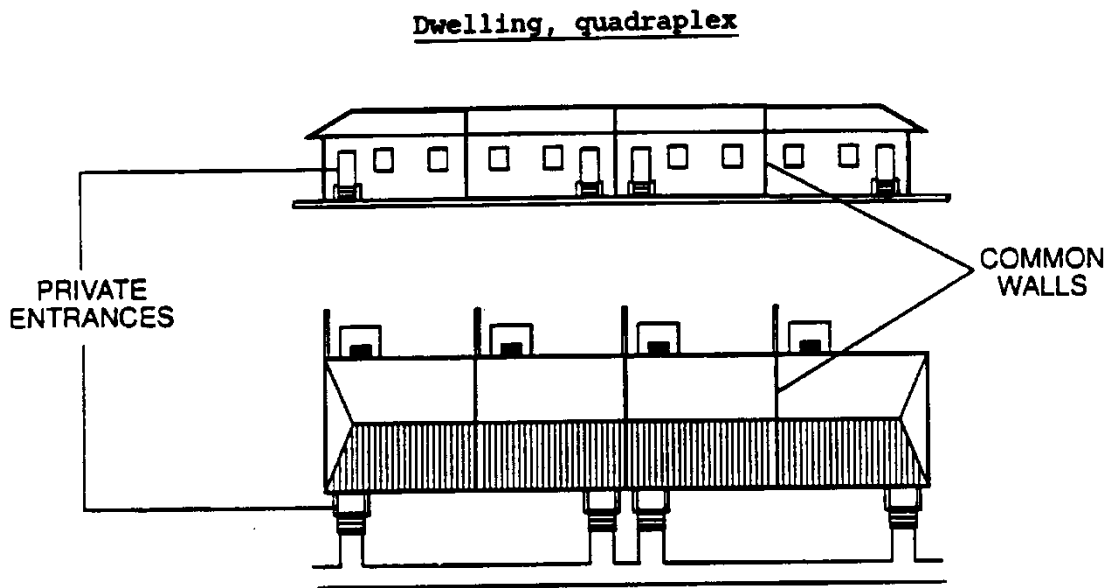 Dwelling, quadraplex
PRIVATE
ENTRANCES
COMMON
WALLS